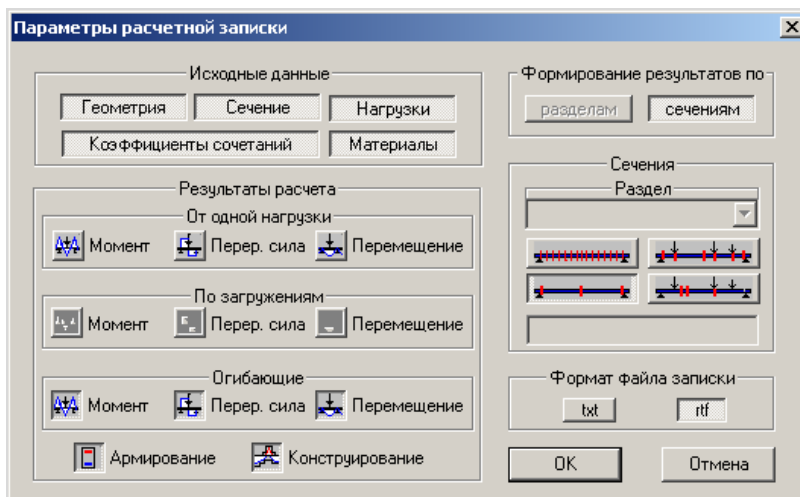 Параметры расчетной записки
Исходные данные
Геометрия Сечение Нагрузки
Коэффициенты сочетаний Материалы
Результаты расчета
От одной нагрузки
Момент Перер. сила Перемещение
По загружениям
Момент Перер. сила Перемещение
Огибающие
Момент Перер. сила Перемещение
Армирование Конструирование
Формирование результатов по
разделам сечениям
Сечения
Раздел
Формат файла записки
txt rtf
OK Отмена